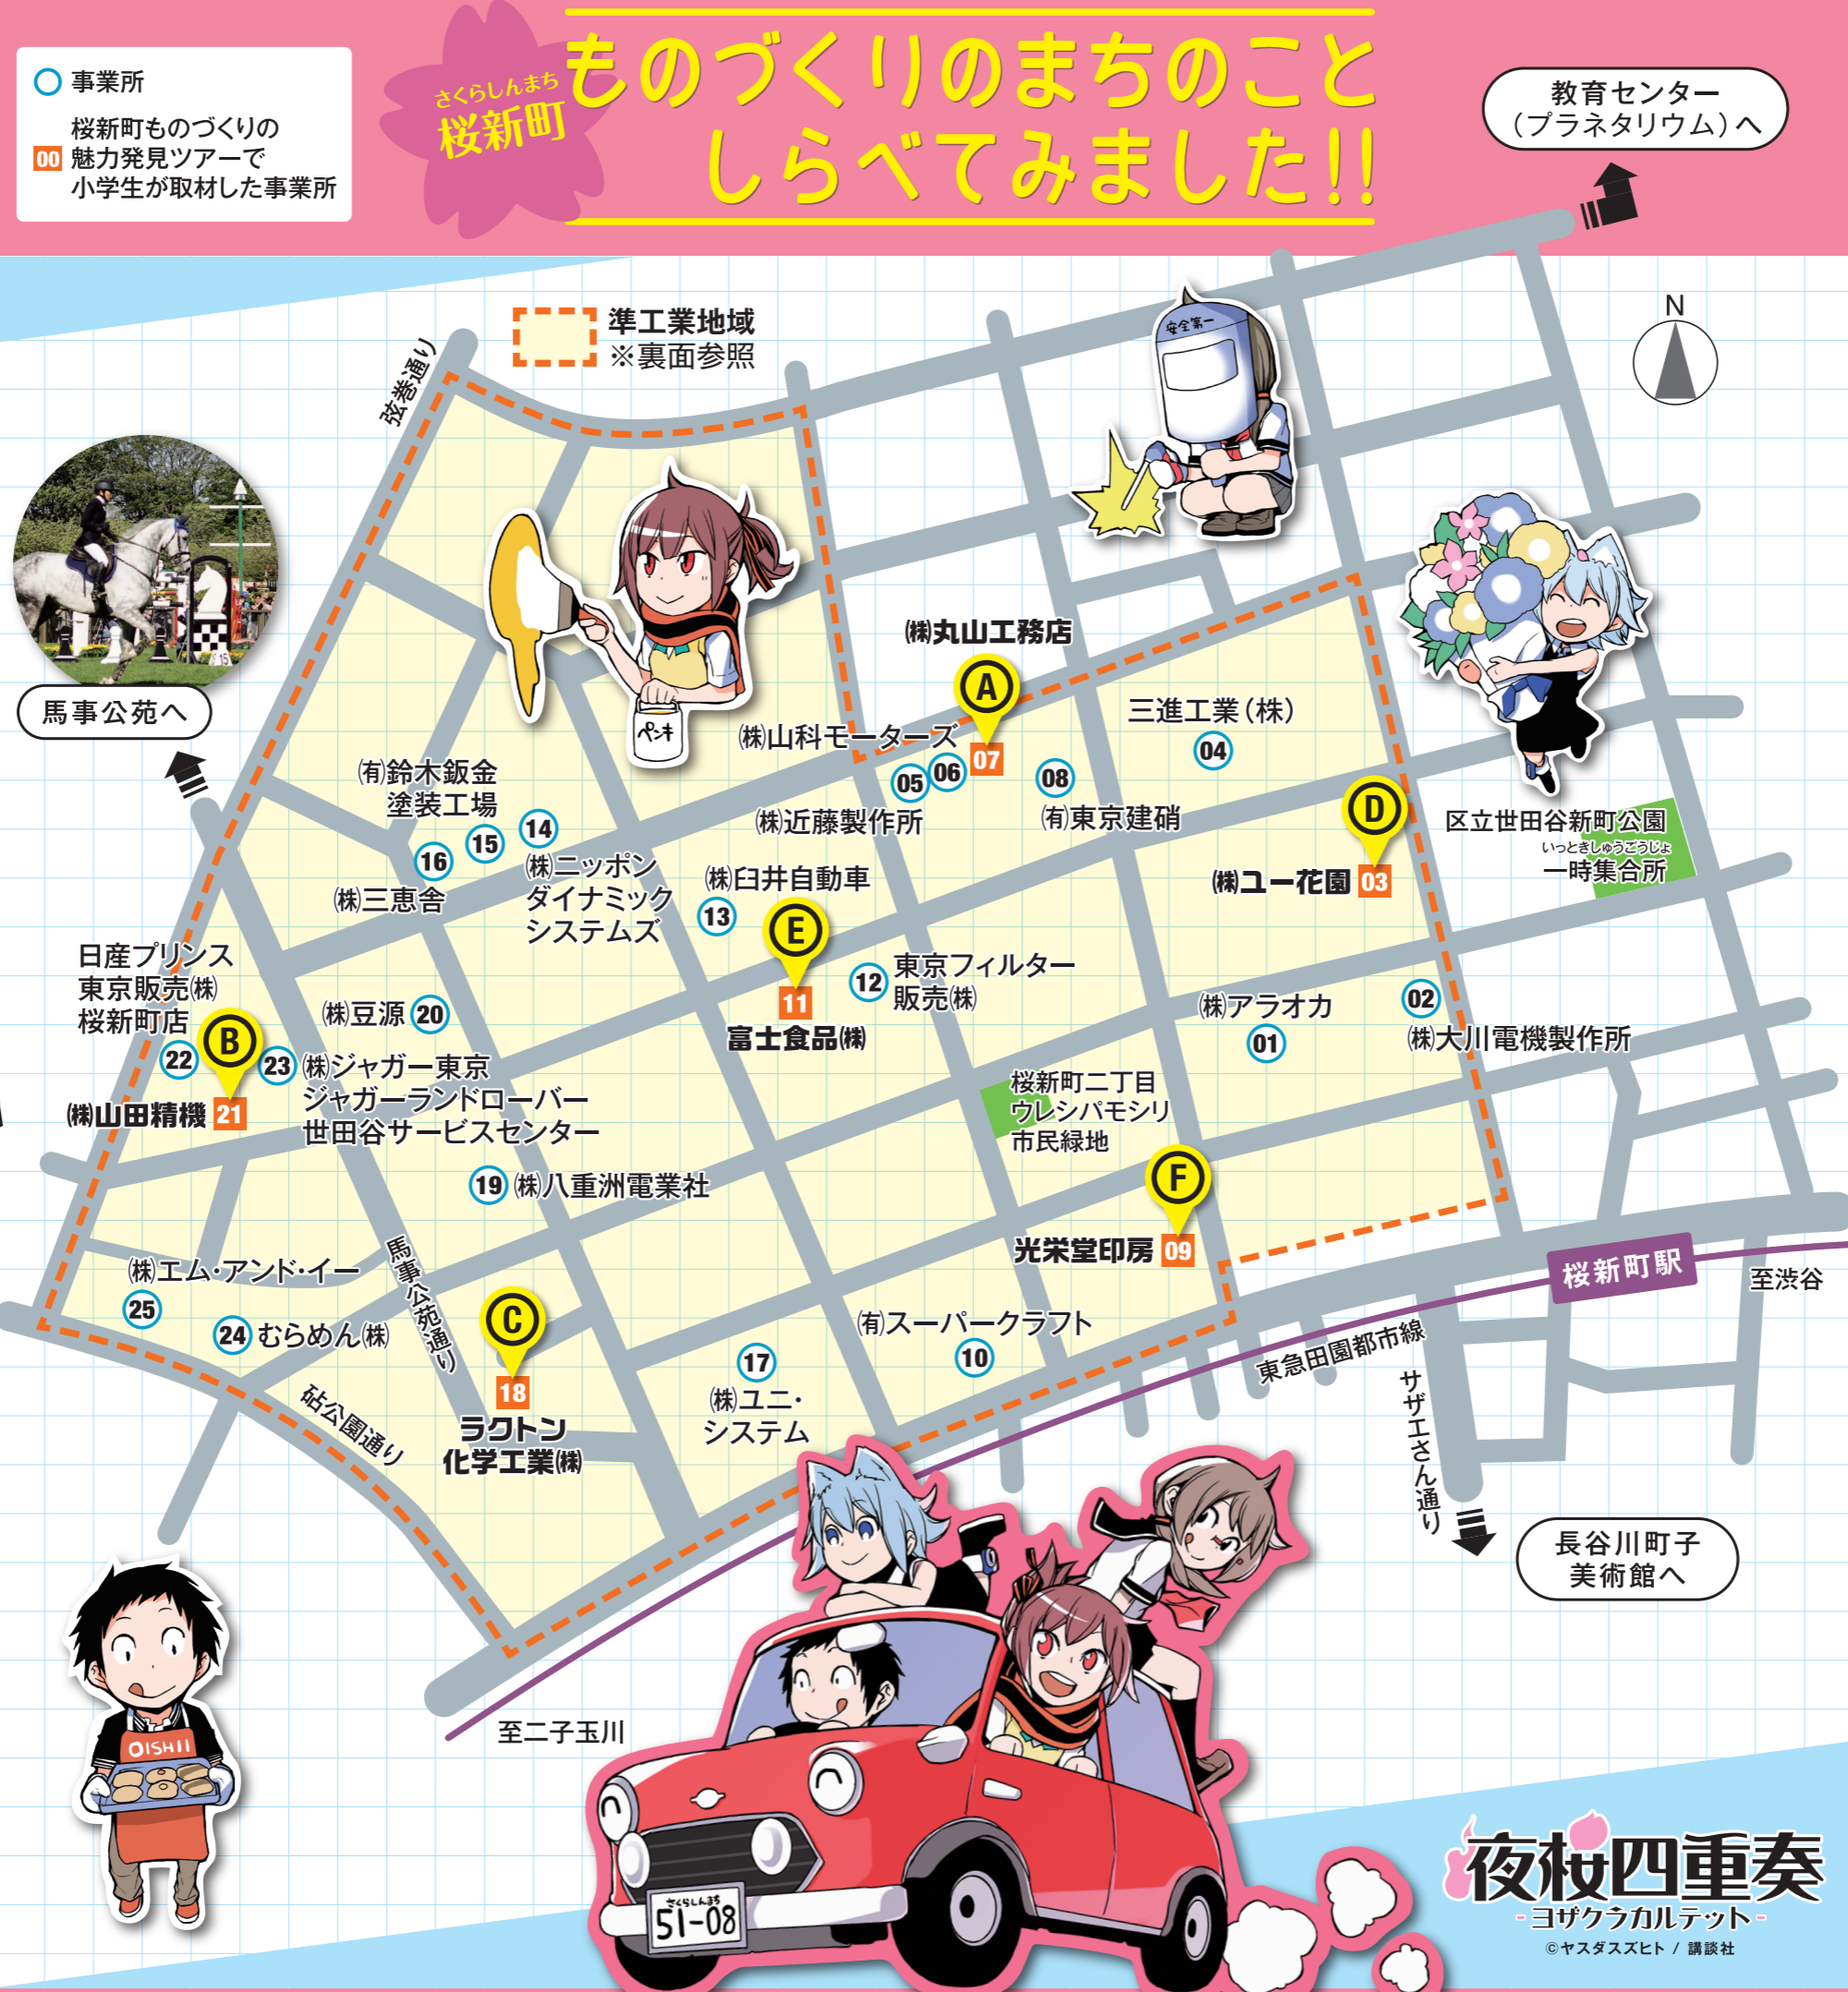 事業所
00
桜新町ものづくりの
魅力発見ツアーで
小学生が取材した事業所
さくらしんまち
桜新町
ものづくりのまちのこと
しらべてみました!!
教育センター
(プラネタリウム)へ
N
準工業地域
※裏面参照
弦巻通り
安全第一
ペンキ
馬事公苑へ
㈱丸山工務店
A
07
㈱山科モーターズ
06
05
㈱近藤製作所
08
㈲東京建硝
三進工業(株)
04
D
㈱ユー花園
03
区立世田谷新町公園
いっときしゅうごうじょ
一時集合所
㈲鈴木鈑金
塗装工場
15
14
16
㈱三恵舎
㈱ニッポン
ダイナミック
システムズ
㈱臼井自動車
13
E
11
富士食品㈱
12
東京フィルター
販売㈱
㈱アラオカ
01
02
㈱大川電機製作所
日産プリンス
東京販売㈱
桜新町店
22
B
㈱山田精機
21
㈱豆源
20
23
㈱ジャガー東京
ジャガーランドローバー
世田谷サービスセンター
桜新町二丁目
ウレシパモシリ
市民緑地
19
㈱八重洲電業社
F
光栄堂印房
09
㈱エム・アンド・イー
25
24
むらめん㈱
馬事公苑通り
C
18
ラクトン
化学工業㈱
砧公園通り
17
㈱ユニ・
システム
㈲スーパークラフト
10
桜新町駅
至渋谷
東急田園都市線
サザエさん通り
長谷川町子
美術館へ
至二子玉川
OISHII
さくらしんまち
51-08
夜桜四重奏
-ヨザクラカルテット-
©ヤスダスズヒト / 講談社